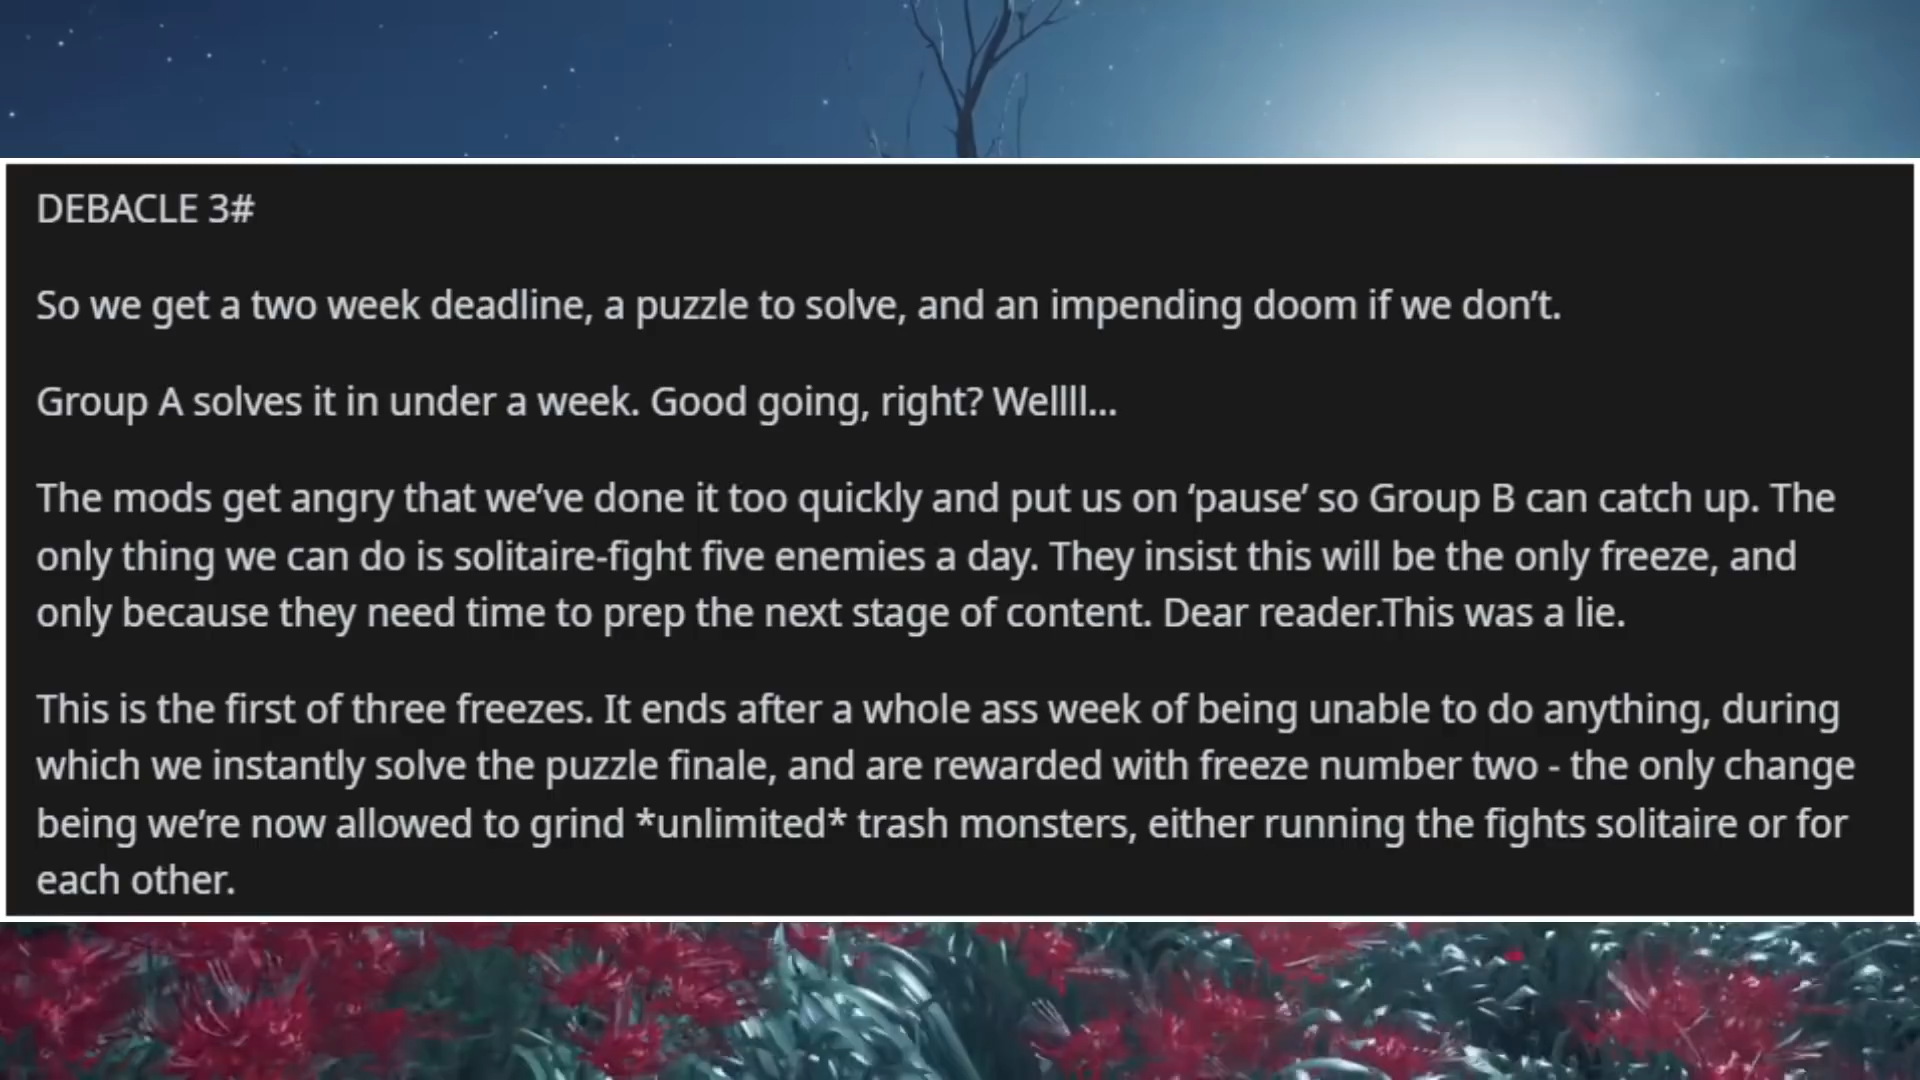 DEBACLE 3#
So we get a two week deadline, a puzzle to solve, and an impending doom if we don’t.
Group A solves it in under a week. Good going, right? Wellll...
The mods get angry that we’ve done it too quickly and put us on ‘pause’ so Group B can catch up. The
only thing we can do is solitaire-fight five enemies a day. They insist this will be the only freeze, and
only because they need time to prep the next stage of content. Dear reader.This was a lie.
This is the first of three freezes. It ends after a whole ass week of being unable to do anything, during
which we instantly solve the puzzle finale, and are rewarded with freeze number two - the only change
being we’re now allowed to grind *unlimited* trash monsters, either running the fights solitaire or for
each other.